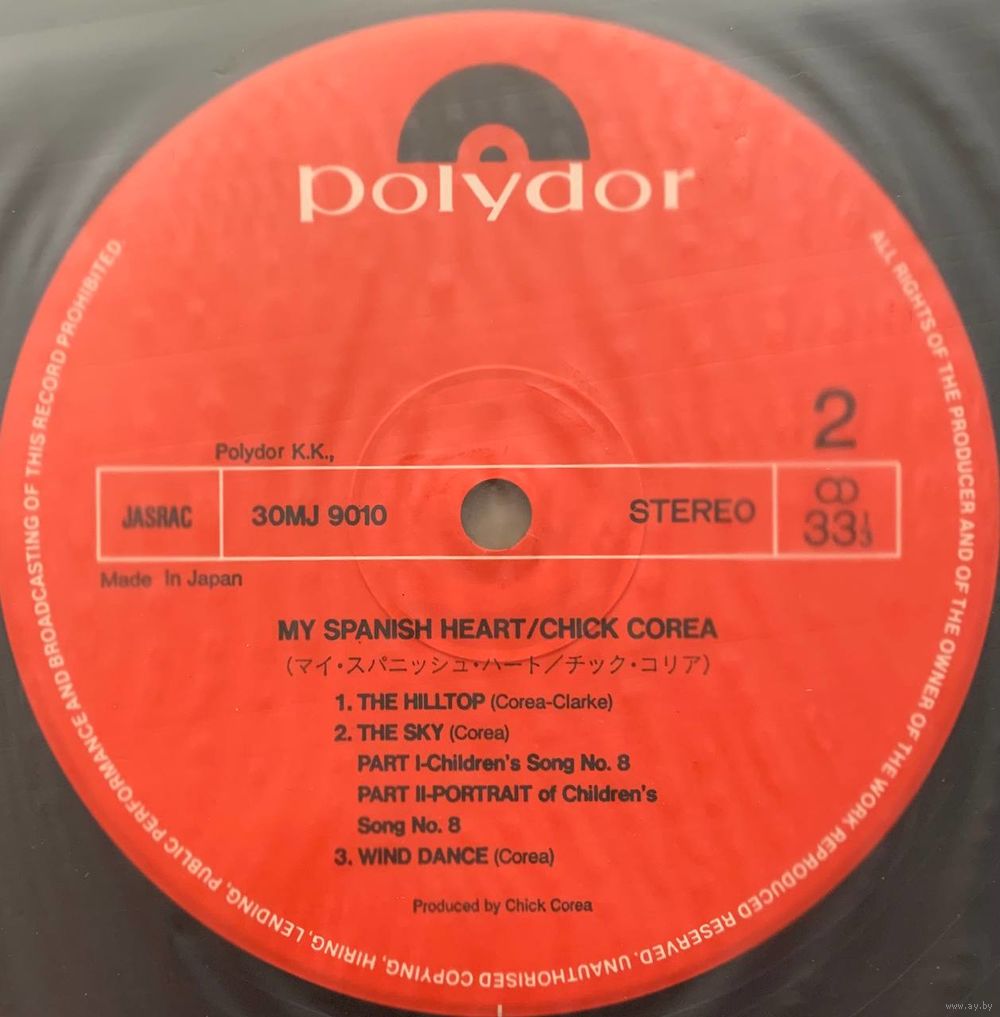 polydor
ALL RIGHTS OF THE PRODUCER AND OF THE OWNER OF THE WORK REPRODUCED RESERVED. UNAUTHORISED COPYING, HIRING, LENDING, PUBLIC PERFORMANCE AND BROADCASTING OF THIS RECORD PROHIBITED
2
Polydor K.K.,
JASRAC 30MJ 9010 STEREO 33⅓
Made In Japan
MY SPANISH HEART/CHICK COREA
(マイ・スパニッシュ・ハート/チック・コリア)
1. THE HILLTOP (Corea-Clarke)
2. THE SKY (Corea)
PART I-Children's Song No. 8
PART II-PORTRAIT of Children's
Song No. 8
3. WIND DANCE (Corea)
Produced by Chick Corea
www.ay.by